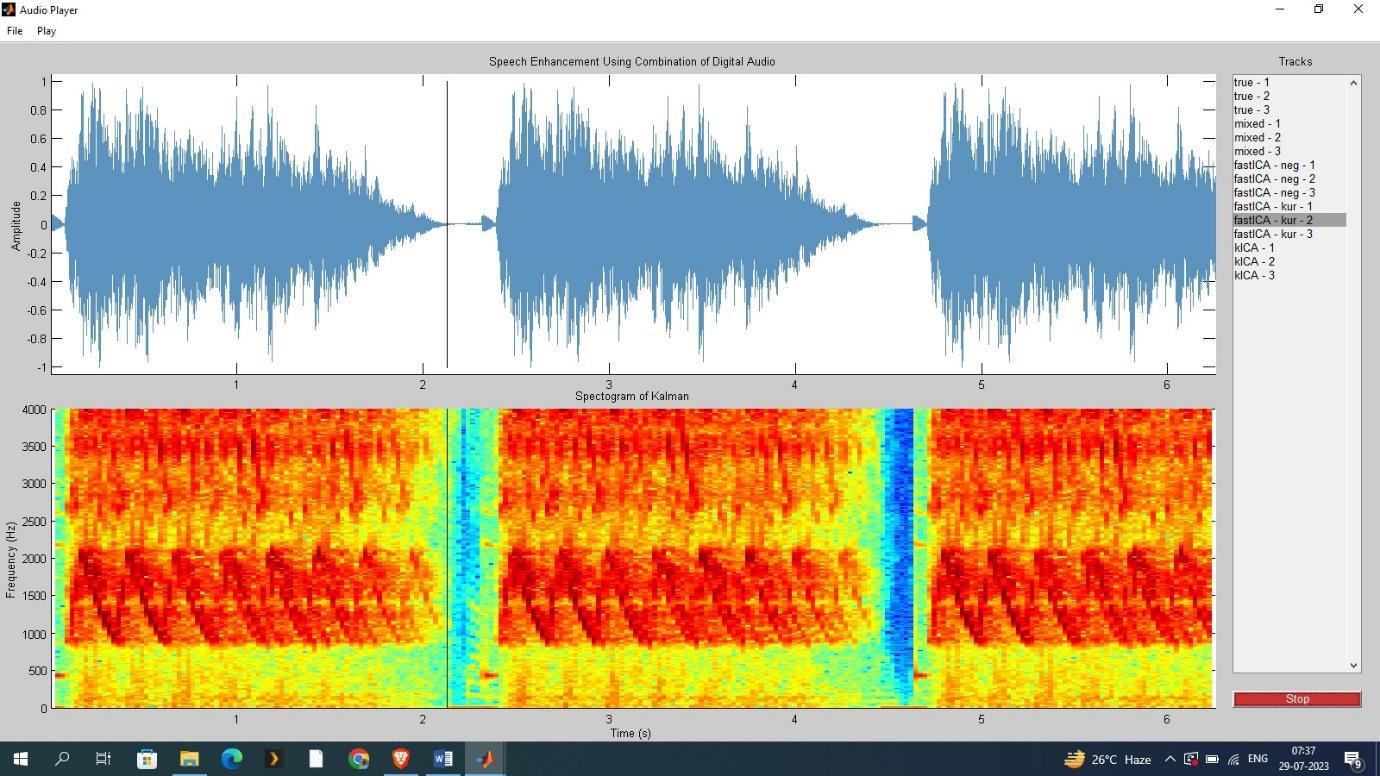 Audio Player
File Play
Speech Enhancement Using Combination of Digital Audio
Tracks
1
0.8
0.6
0.4
0.2
0
-0.2
-0.4
-0.6
-0.8
-1
Amplitude
1 2 3 4 5 6
true - 1
true - 2
true - 3
mixed - 1
mixed - 2
mixed - 3
fastICA - neg - 1
fastICA - neg - 2
fastICA - neg - 3
fastICA - kur - 1
fastICA - kur - 2
fastICA - kur - 3
kICA - 1
kICA - 2
kICA - 3
Spectogram of Kalman
4000
3500
3000
2500
2000
1500
1000
500
0
Frequency (Hz)
1 2 3 4 5 6
Time (s)
Stop
26°C Haze
ENG
07:37
29-07-2023
9